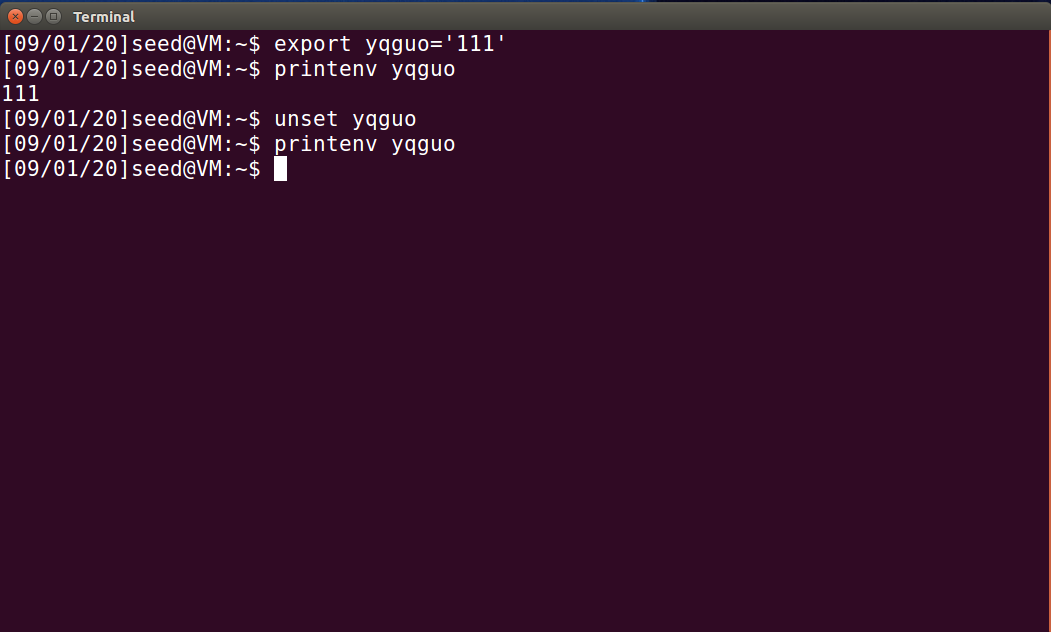 Terminal
[09/01/20]seed@VM:~$ export yqguo='111'
[09/01/20]seed@VM:~$ printenv yqguo
111
[09/01/20]seed@VM:~$ unset yqguo
[09/01/20]seed@VM:~$ printenv yqguo
[09/01/20]seed@VM:~$